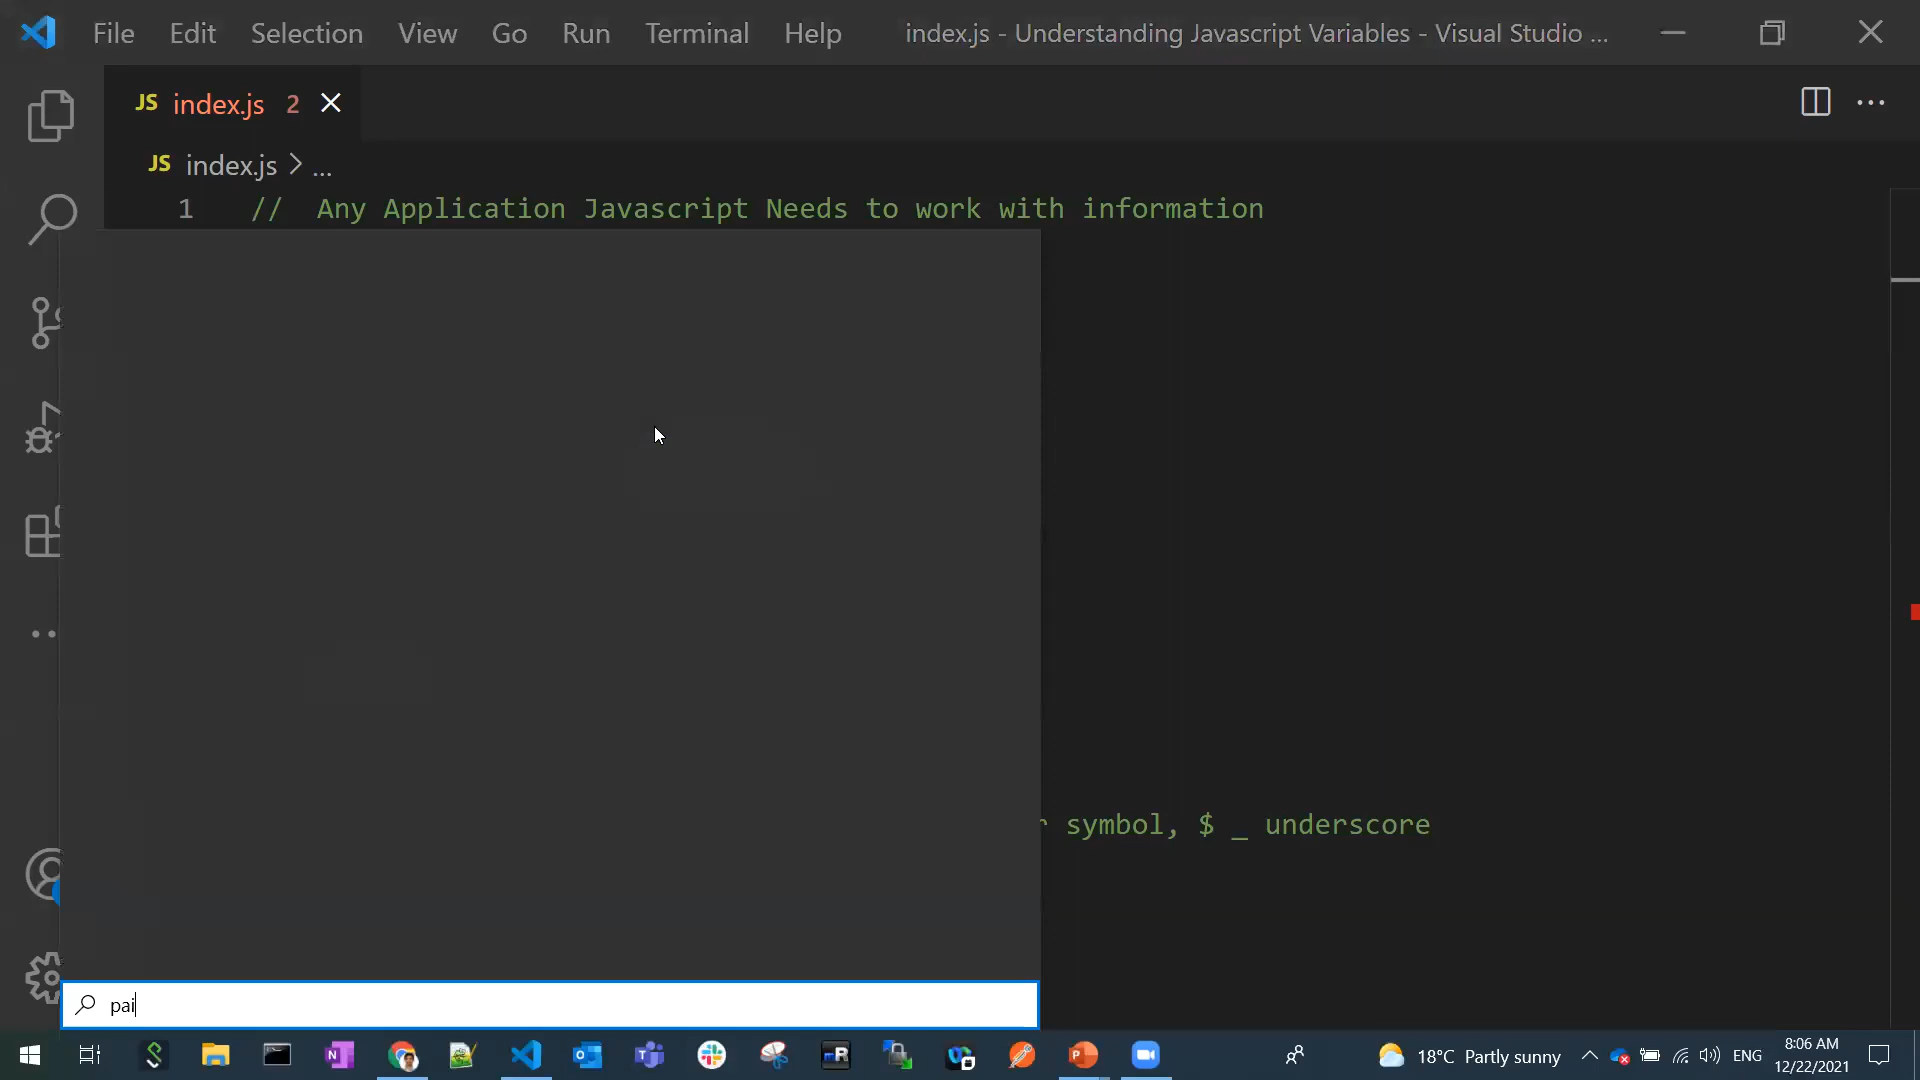 File Edit Selection View Go Run Terminal Help index.js - Understanding Javascript Variables - Visual Studio ...
JS index.js 2
JS index.js > ...
1 // Any Application Javascript Needs to work with information
symbol, $ _ underscore
pai
18°C Partly sunny ENG 8:06 AM
12/22/2021